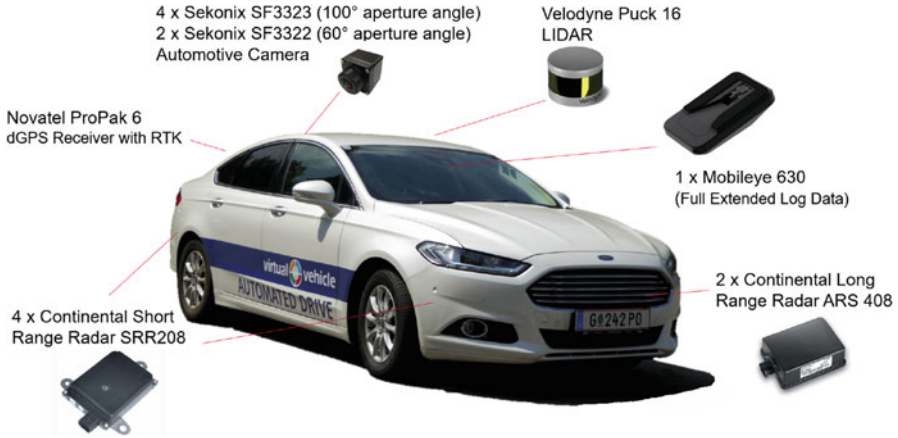 4 x Sekonix SF3323 (100° aperture angle)
2 x Sekonix SF3322 (60° aperture angle)
Automotive Camera
Velodyne Puck 16
LIDAR
Novatel ProPak 6
dGPS Receiver with RTK
1 x Mobileye 630
(Full Extended Log Data)
virtual vehicle
AUTOMATED DRIVE
2 x Continental Long
Range Radar ARS 408
G 242 PO
4 x Continental Short
Range Radar SRR208